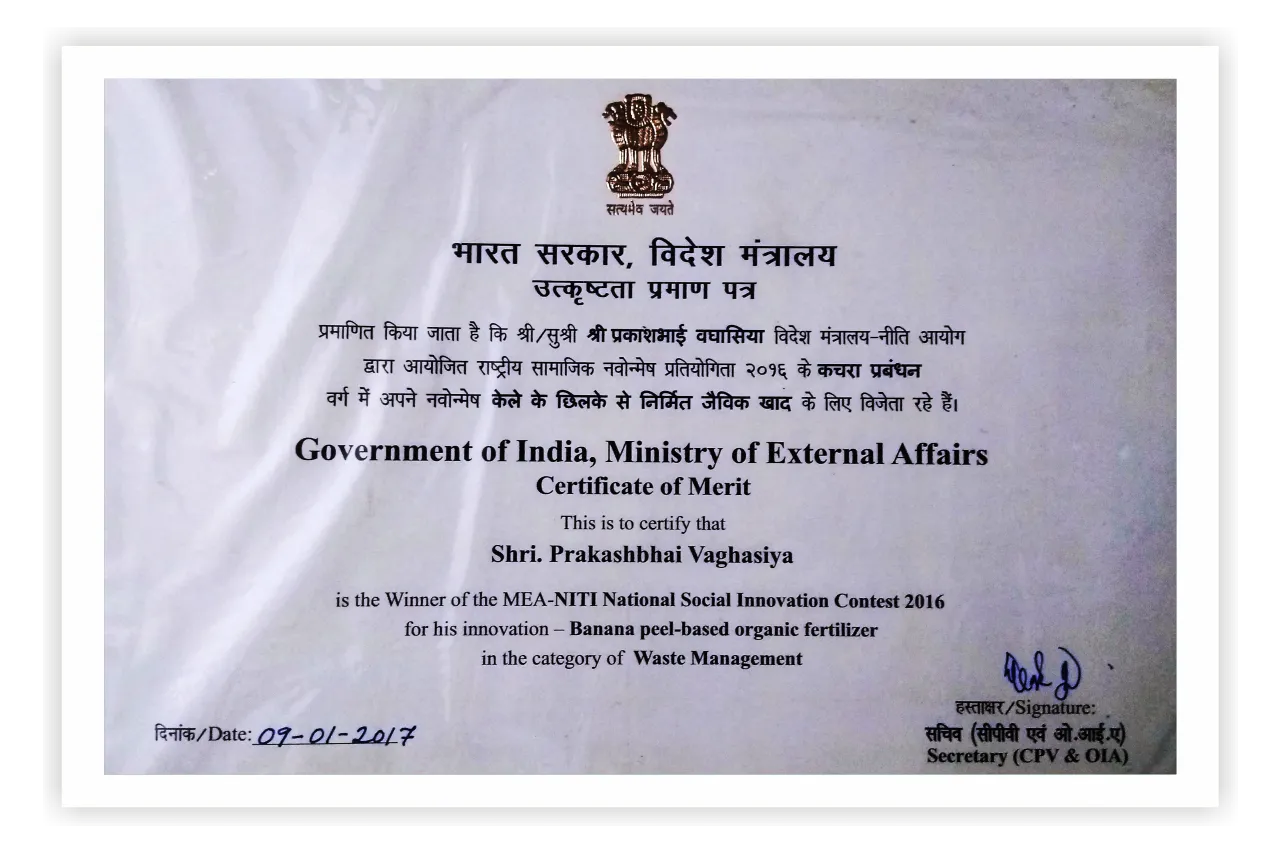 सत्यमेव जयते
भारत सरकार, विदेश मंत्रालय
उत्कृष्टता प्रमाण पत्र
प्रमाणित किया जाता है कि श्री/सुश्री श्री प्रकाशभाई वघासिया विदेश मंत्रालय-नीति आयोग
द्वारा आयोजित राष्ट्रीय सामाजिक नवोन्मेष प्रतियोगिता २०१६ के कचरा प्रबंधन
वर्ग में अपने नवोन्मेष केले के छिलके से निर्मित जैविक खाद के लिए विजेता रहे हैं।
Government of India, Ministry of External Affairs
Certificate of Merit
This is to certify that
Shri. Prakashbhai Vaghasiya
is the Winner of the MEA-NITI National Social Innovation Contest 2016
for his innovation – Banana peel-based organic fertilizer
in the category of Waste Management
दिनांक/Date: 09-01-2017
हस्ताक्षर/Signature:
सचिव (सीपीवी एवं ओ.आई.ए)
Secretary (CPV & OIA)